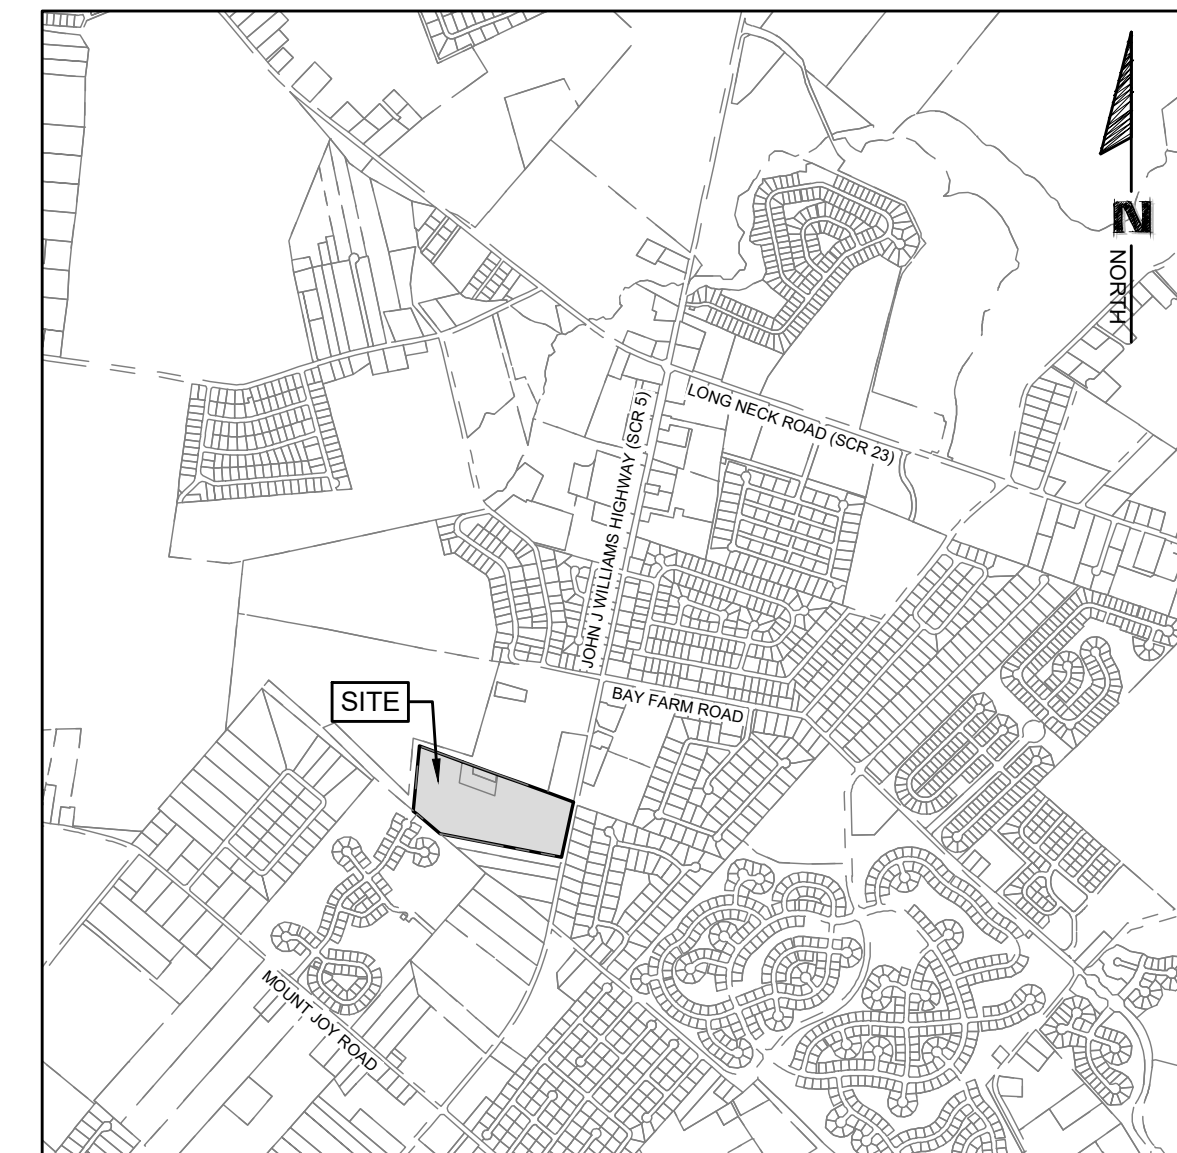 N
NORTH
LONG NECK ROAD (SCR 23)
JOHN J WILLIAMS HIGHWAY (SCR 5)
SITE
BAY FARM ROAD
MOUNT JOY ROAD